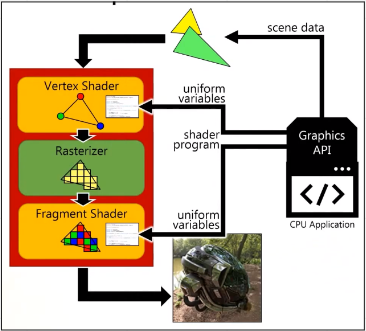 scene data
Vertex Shader
uniform
variables
shader
program
Rasterizer
Graphics
API
Fragment Shader
uniform
variables
</>
CPU Application